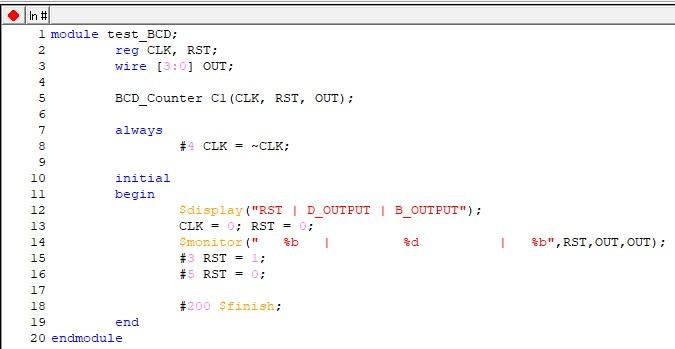 ln #
1 module test_BCD;
2 reg CLK, RST;
3 wire [3:0] OUT;
4
5 BCD_Counter C1(CLK, RST, OUT);
6
7 always
8 #4 CLK = ~CLK;
9
10 initial
11 begin
12 $display("RST | D_OUTPUT | B_OUTPUT");
13 CLK = 0; RST = 0;
14 $monitor("   %b   |         %d          |   %b",RST,OUT,OUT);
15 #3 RST = 1;
16 #5 RST = 0;
17
18 #200 $finish;
19 end
20 endmodule